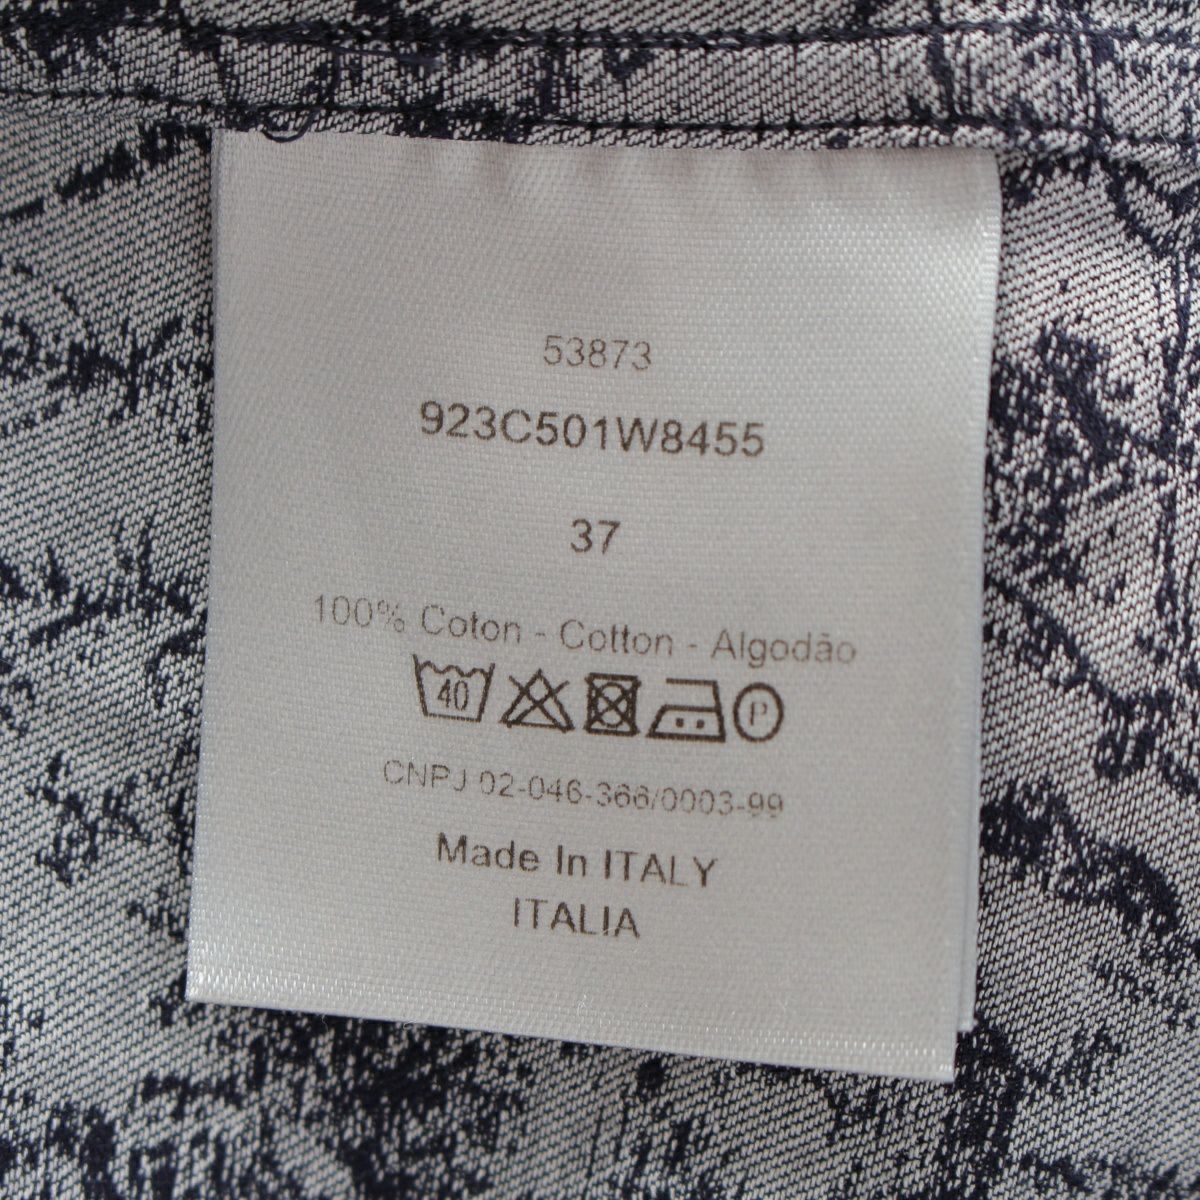 53873
923C501W8455
37
100% Coton - Cotton - Algodão
40 P
CNPJ 02-046-366/0003-99
Made In ITALY
ITALIA